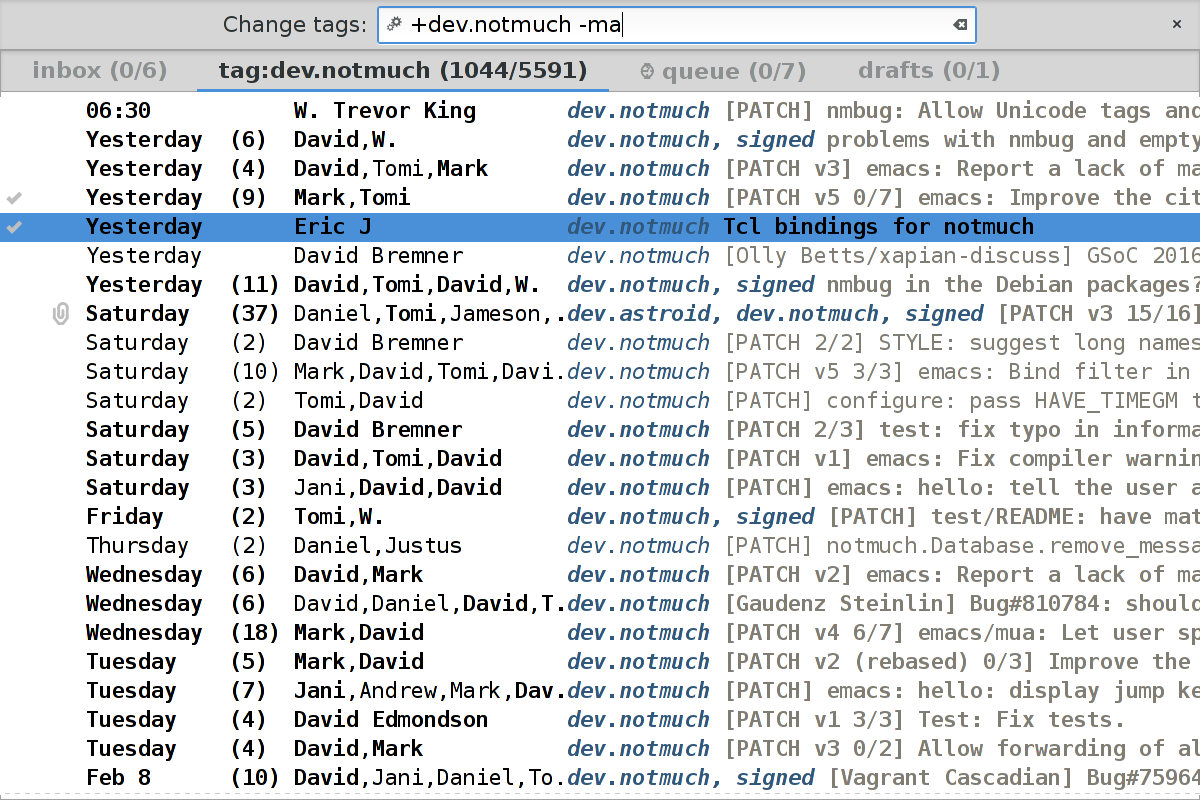 Change tags: +dev.notmuch -ma
inbox (0/6) tag:dev.notmuch (1044/5591) queue (0/7) drafts (0/1)
06:30 W. Trevor King dev.notmuch [PATCH] nmbug: Allow Unicode tags and
Yesterday (6) David,W. dev.notmuch, signed problems with nmbug and empty
Yesterday (4) David,Tomi,Mark dev.notmuch [PATCH v3] emacs: Report a lack of ma
Yesterday (9) Mark,Tomi dev.notmuch [PATCH v5 0/7] emacs: Improve the cit
Yesterday Eric J dev.notmuch Tcl bindings for notmuch
Yesterday David Bremner dev.notmuch [Olly Betts/xapian-discuss] GSoC 2016
Yesterday (11) David,Tomi,David,W. dev.notmuch, signed nmbug in the Debian packages?
Saturday (37) Daniel,Tomi,Jameson,.dev.astroid, dev.notmuch, signed [PATCH v3 15/16]
Saturday (2) David Bremner dev.notmuch [PATCH 2/2] STYLE: suggest long names
Saturday (10) Mark,David,Tomi,Davi.dev.notmuch [PATCH v5 3/3] emacs: Bind filter in
Saturday (2) Tomi,David dev.notmuch [PATCH] configure: pass HAVE_TIMEGM t
Saturday (5) David Bremner dev.notmuch [PATCH 2/3] test: fix typo in informa
Saturday (3) David,Tomi,David dev.notmuch [PATCH v1] emacs: Fix compiler warnin
Saturday (3) Jani,David,David dev.notmuch [PATCH] emacs: hello: tell the user a
Friday (2) Tomi,W. dev.notmuch, signed [PATCH] test/README: have mat
Thursday (2) Daniel,Justus dev.notmuch [PATCH] notmuch.Database.remove_messa
Wednesday (6) David,Mark dev.notmuch [PATCH v2] emacs: Report a lack of ma
Wednesday (6) David,Daniel,David,T.dev.notmuch [Gaudenz Steinlin] Bug#810784: should
Wednesday (18) Mark,David dev.notmuch [PATCH v4 6/7] emacs/mua: Let user sp
Tuesday (5) Mark,David dev.notmuch [PATCH v2 (rebased) 0/3] Improve the
Tuesday (7) Jani,Andrew,Mark,Dav.dev.notmuch [PATCH] emacs: hello: display jump ke
Tuesday (4) David Edmondson dev.notmuch [PATCH v1 3/3] Test: Fix tests.
Tuesday (4) David,Mark dev.notmuch [PATCH v3 0/2] Allow forwarding of al
Feb 8 (10) David,Jani,Daniel,To.dev.notmuch, signed [Vagrant Cascadian] Bug#75964